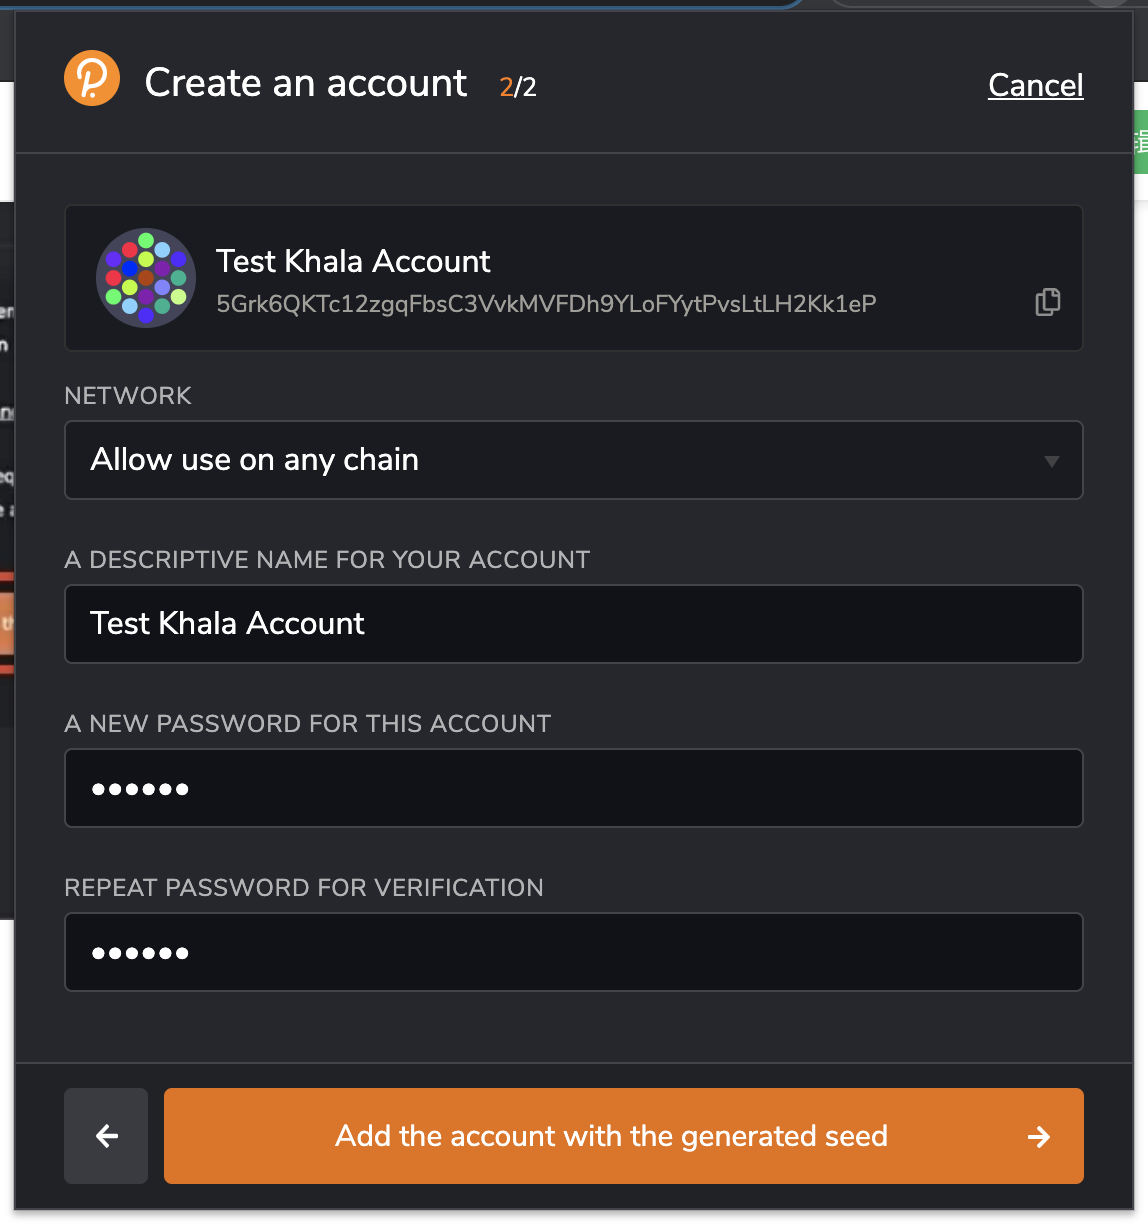 Create an account 2/2 Cancel
Test Khala Account
5Grk6QKTc12zgqFbsC3VvkMVFDh9YLoFYytPvsLtLH2Kk1eP
NETWORK
Allow use on any chain
A DESCRIPTIVE NAME FOR YOUR ACCOUNT
Test Khala Account
A NEW PASSWORD FOR THIS ACCOUNT
••••••
REPEAT PASSWORD FOR VERIFICATION
••••••
Add the account with the generated seed